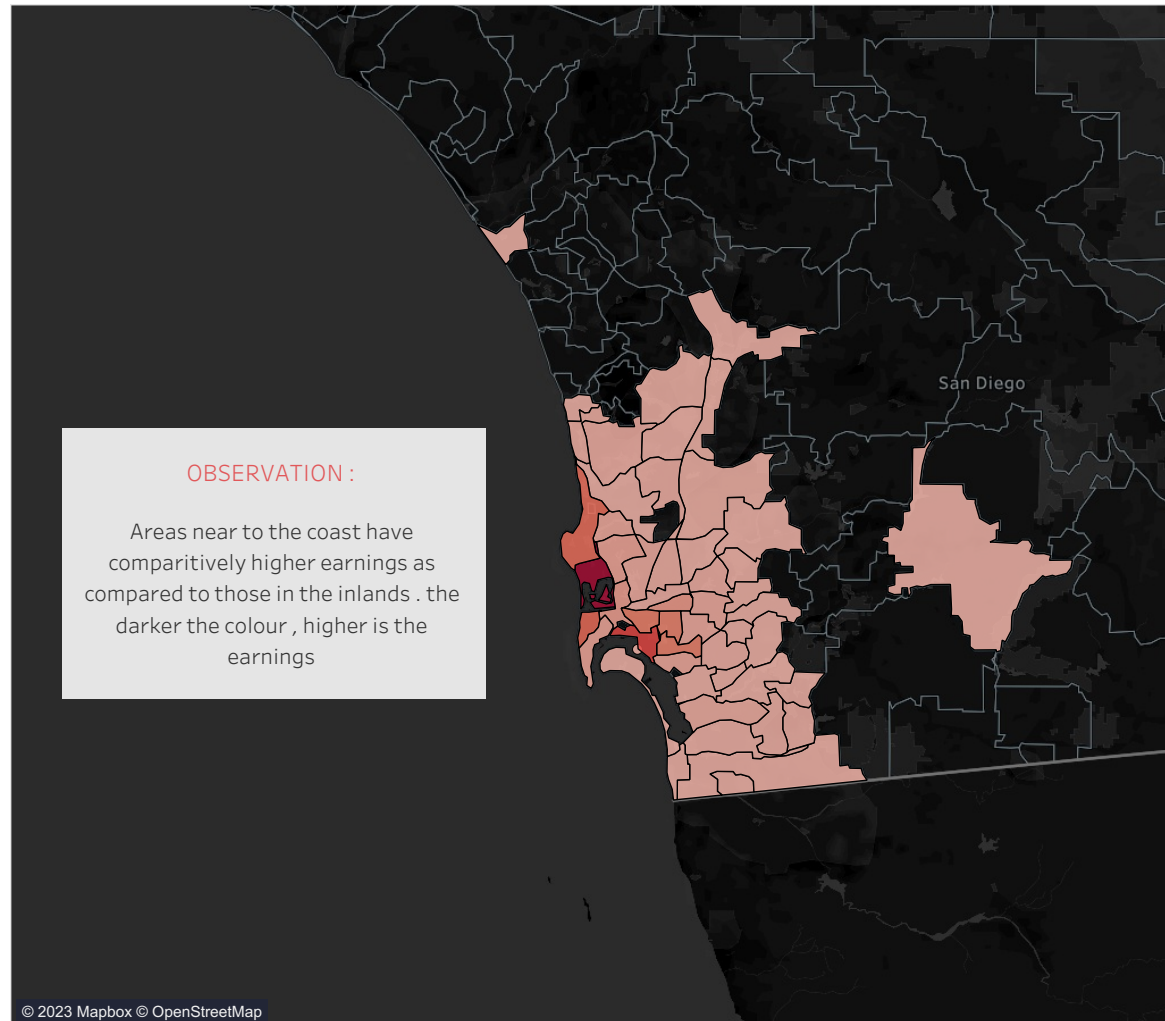 San Diego
OBSERVATION :
Areas near to the coast have
comparitively higher earnings as
compared to those in the inlands . the
darker the colour , higher is the
earnings
© 2023 Mapbox © OpenStreetMap